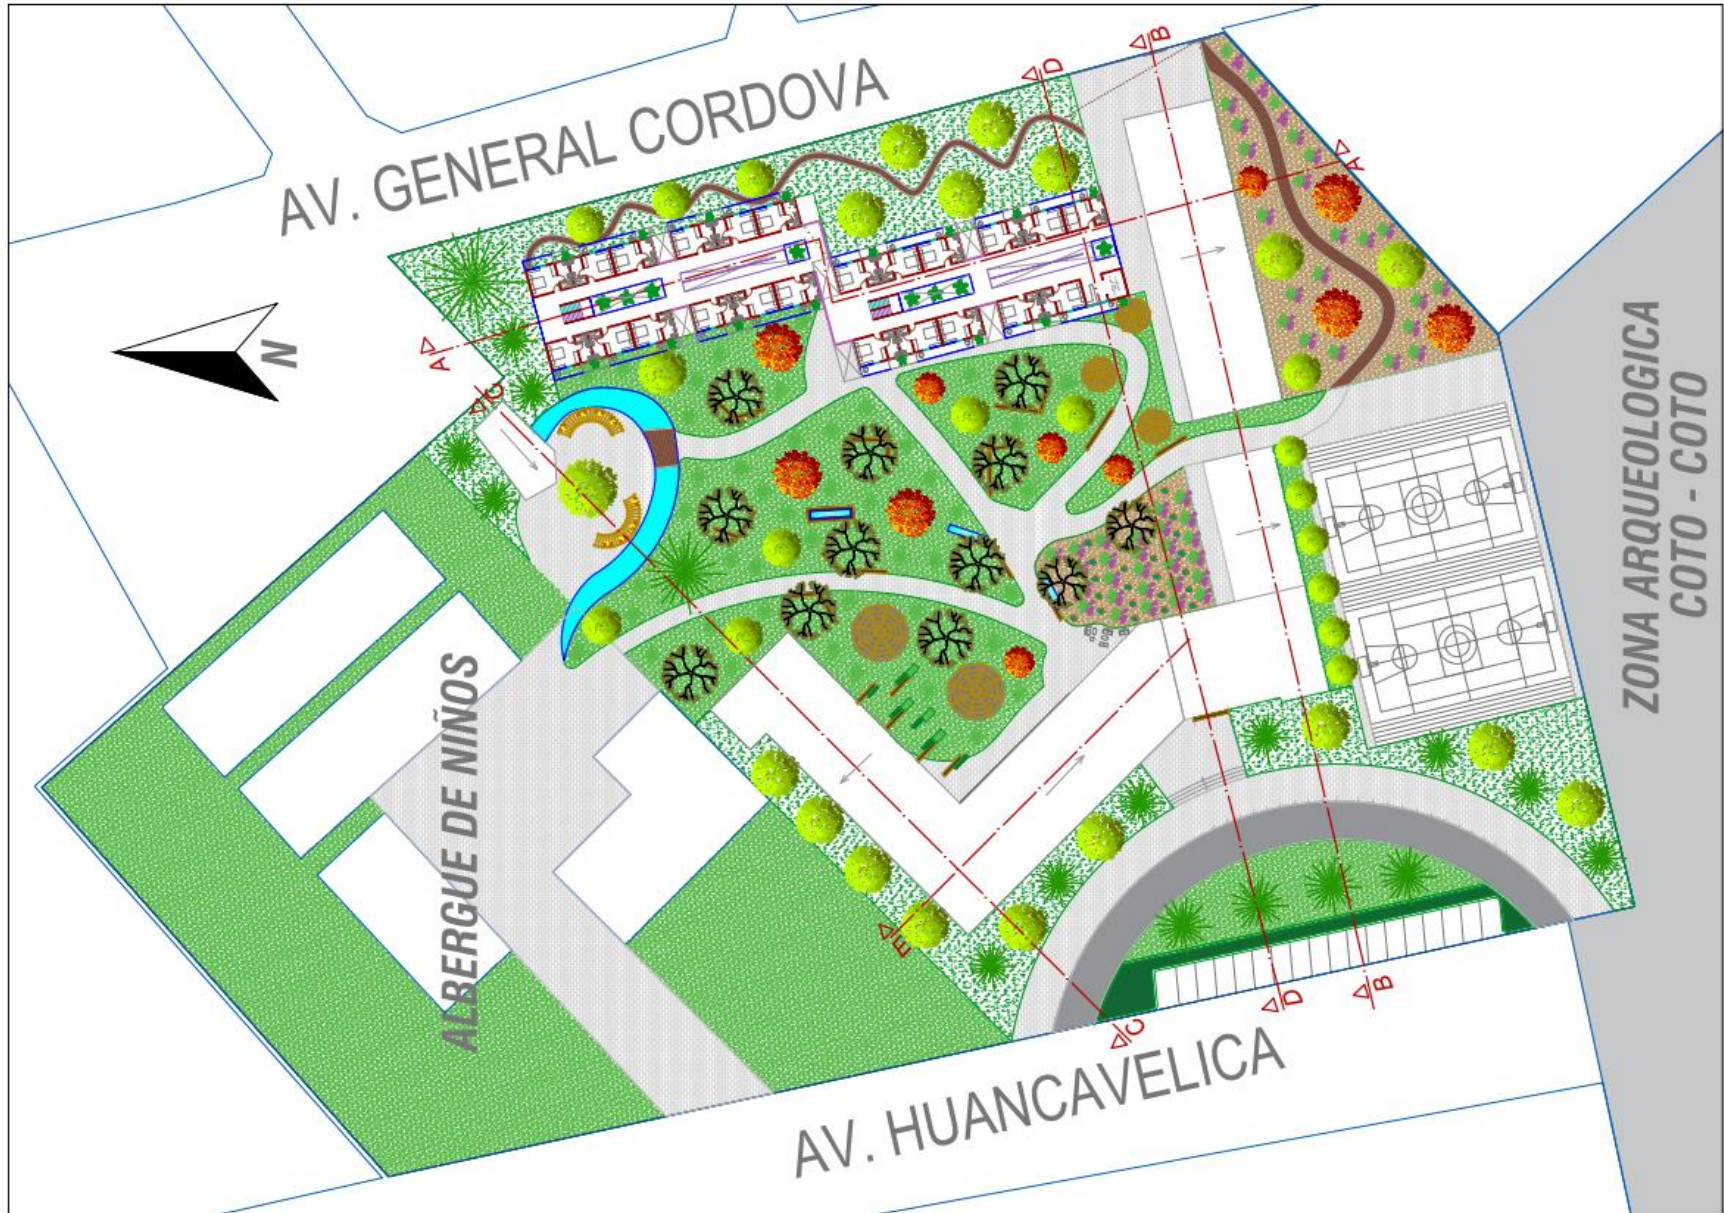 B
D
AV. GENERAL CORDOVA
A
A
N
C
ZONA ARQUEOLOGICA
COTO - COTO
ALBERGUE DE NIÑOS
E
D
B
C
AV. HUANCAVELICA